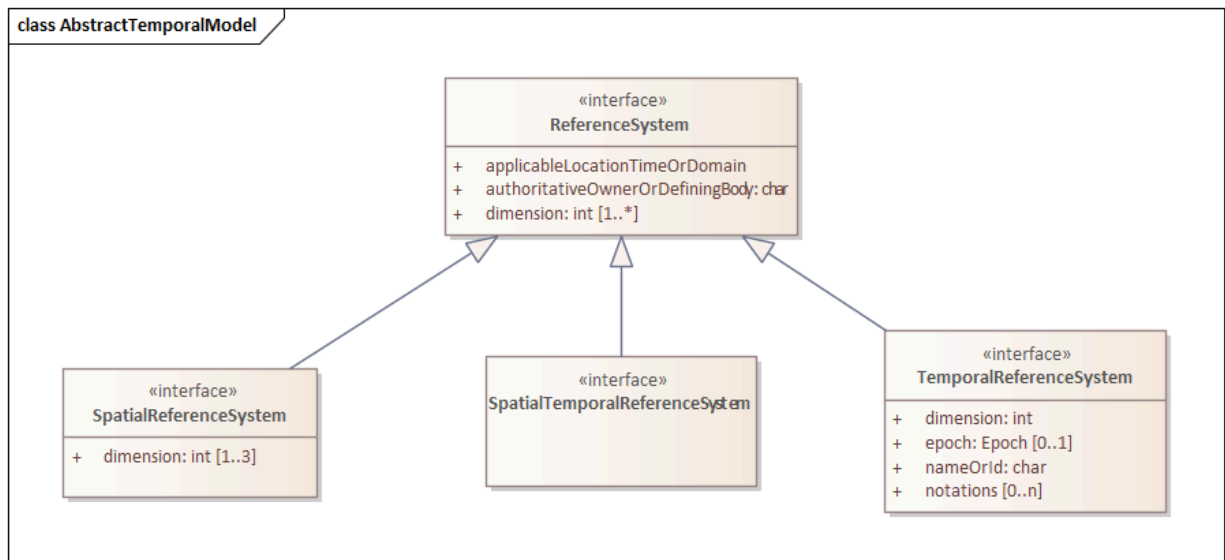 class AbstractTemporalModel
«interface»
ReferenceSystem
+ applicableLocationTimeOrDomain
+ authoritativeOwnerOrDefiningBody: char
+ dimension: int [1..*]
«interface»
SpatialReferenceSystem
+ dimension: int [1..3]
«interface»
SpatialTemporalReferenceSystem
«interface»
TemporalReferenceSystem
+ dimension: int
+ epoch: Epoch [0..1]
+ nameOrId: char
+ notations [0..n]